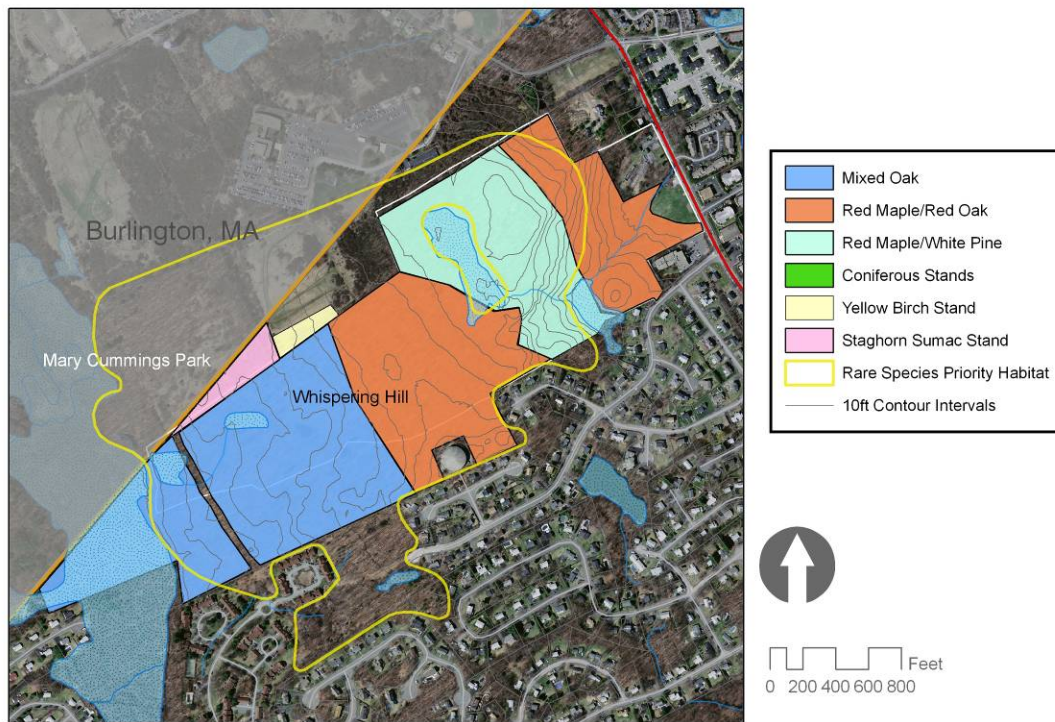 Burlington, MA
Mary Cummings Park
Whispering Hill
Mixed Oak
Red Maple/Red Oak
Red Maple/White Pine
Coniferous Stands
Yellow Birch Stand
Staghorn Sumac Stand
Rare Species Priority Habitat
10ft Contour Intervals
Feet
0 200 400 600 800